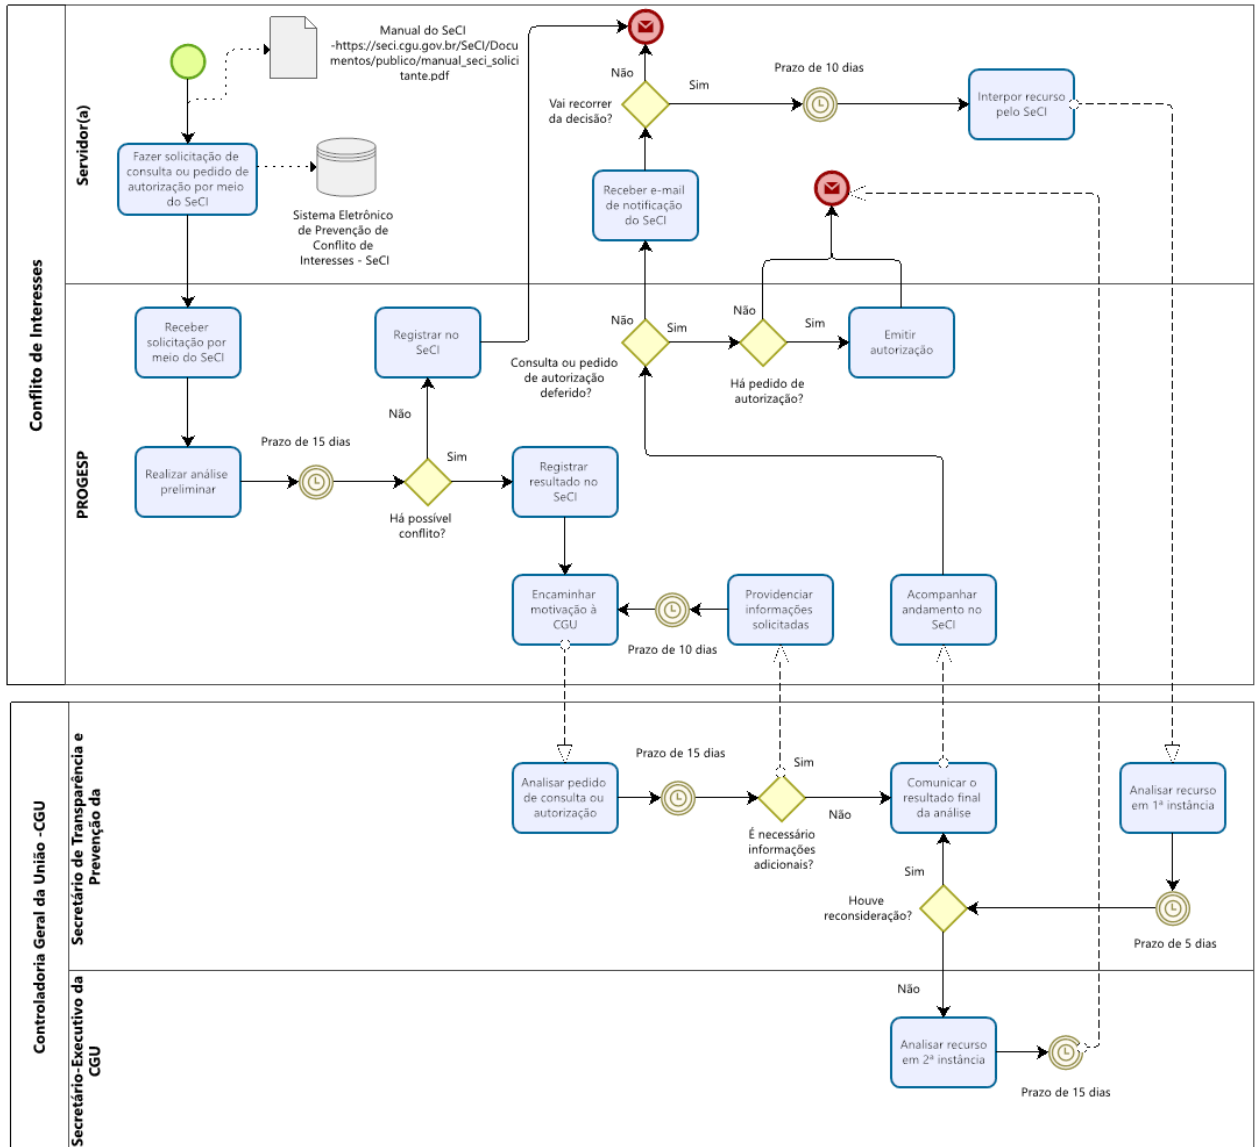 Conflito de Interesses
Servidor(a)
Manual do SeCI
-https://seci.cgu.gov.br/SeCI/Docu
mentos/publico/manual_seci_solici
tante.pdf
Fazer solicitação de
consulta ou pedido de
autorização por meio
do SeCI
Sistema Eletrônico
de Prevenção de
Conflito de
Interesses - SeCI
Não
Vai recorrer
da decisão?
Sim
Prazo de 10 dias
Interpor recurso
pelo SeCI
Receber e-mail
de notificação
do SeCI
PROGESP
Receber
solicitação por
meio do SeCI
Registrar no
SeCI
Não
Sim
Consulta ou pedido
de autorização
deferido?
Não
Sim
Há pedido de
autorização?
Emitir
autorização
Realizar análise
preliminar
Prazo de 15 dias
Não
Sim
Há possível
conflito?
Registrar
resultado no
SeCI
Encaminhar
motivação à
CGU
Prazo de 10 dias
Providenciar
informações
solicitadas
Acompanhar
andamento no
SeCI
Controladoria Geral da União -CGU
Secretário de Transparência e
Prevenção da
Analisar pedido
de consulta ou
autorização
Prazo de 15 dias
Sim
Não
É necessário
informações
adicionais?
Comunicar o
resultado final
da análise
Analisar recurso
em 1ª instância
Sim
Houve
reconsideração?
Prazo de 5 dias
Não
Secretário-Executivo da
CGU
Analisar recurso
em 2ª instância
Prazo de 15 dias